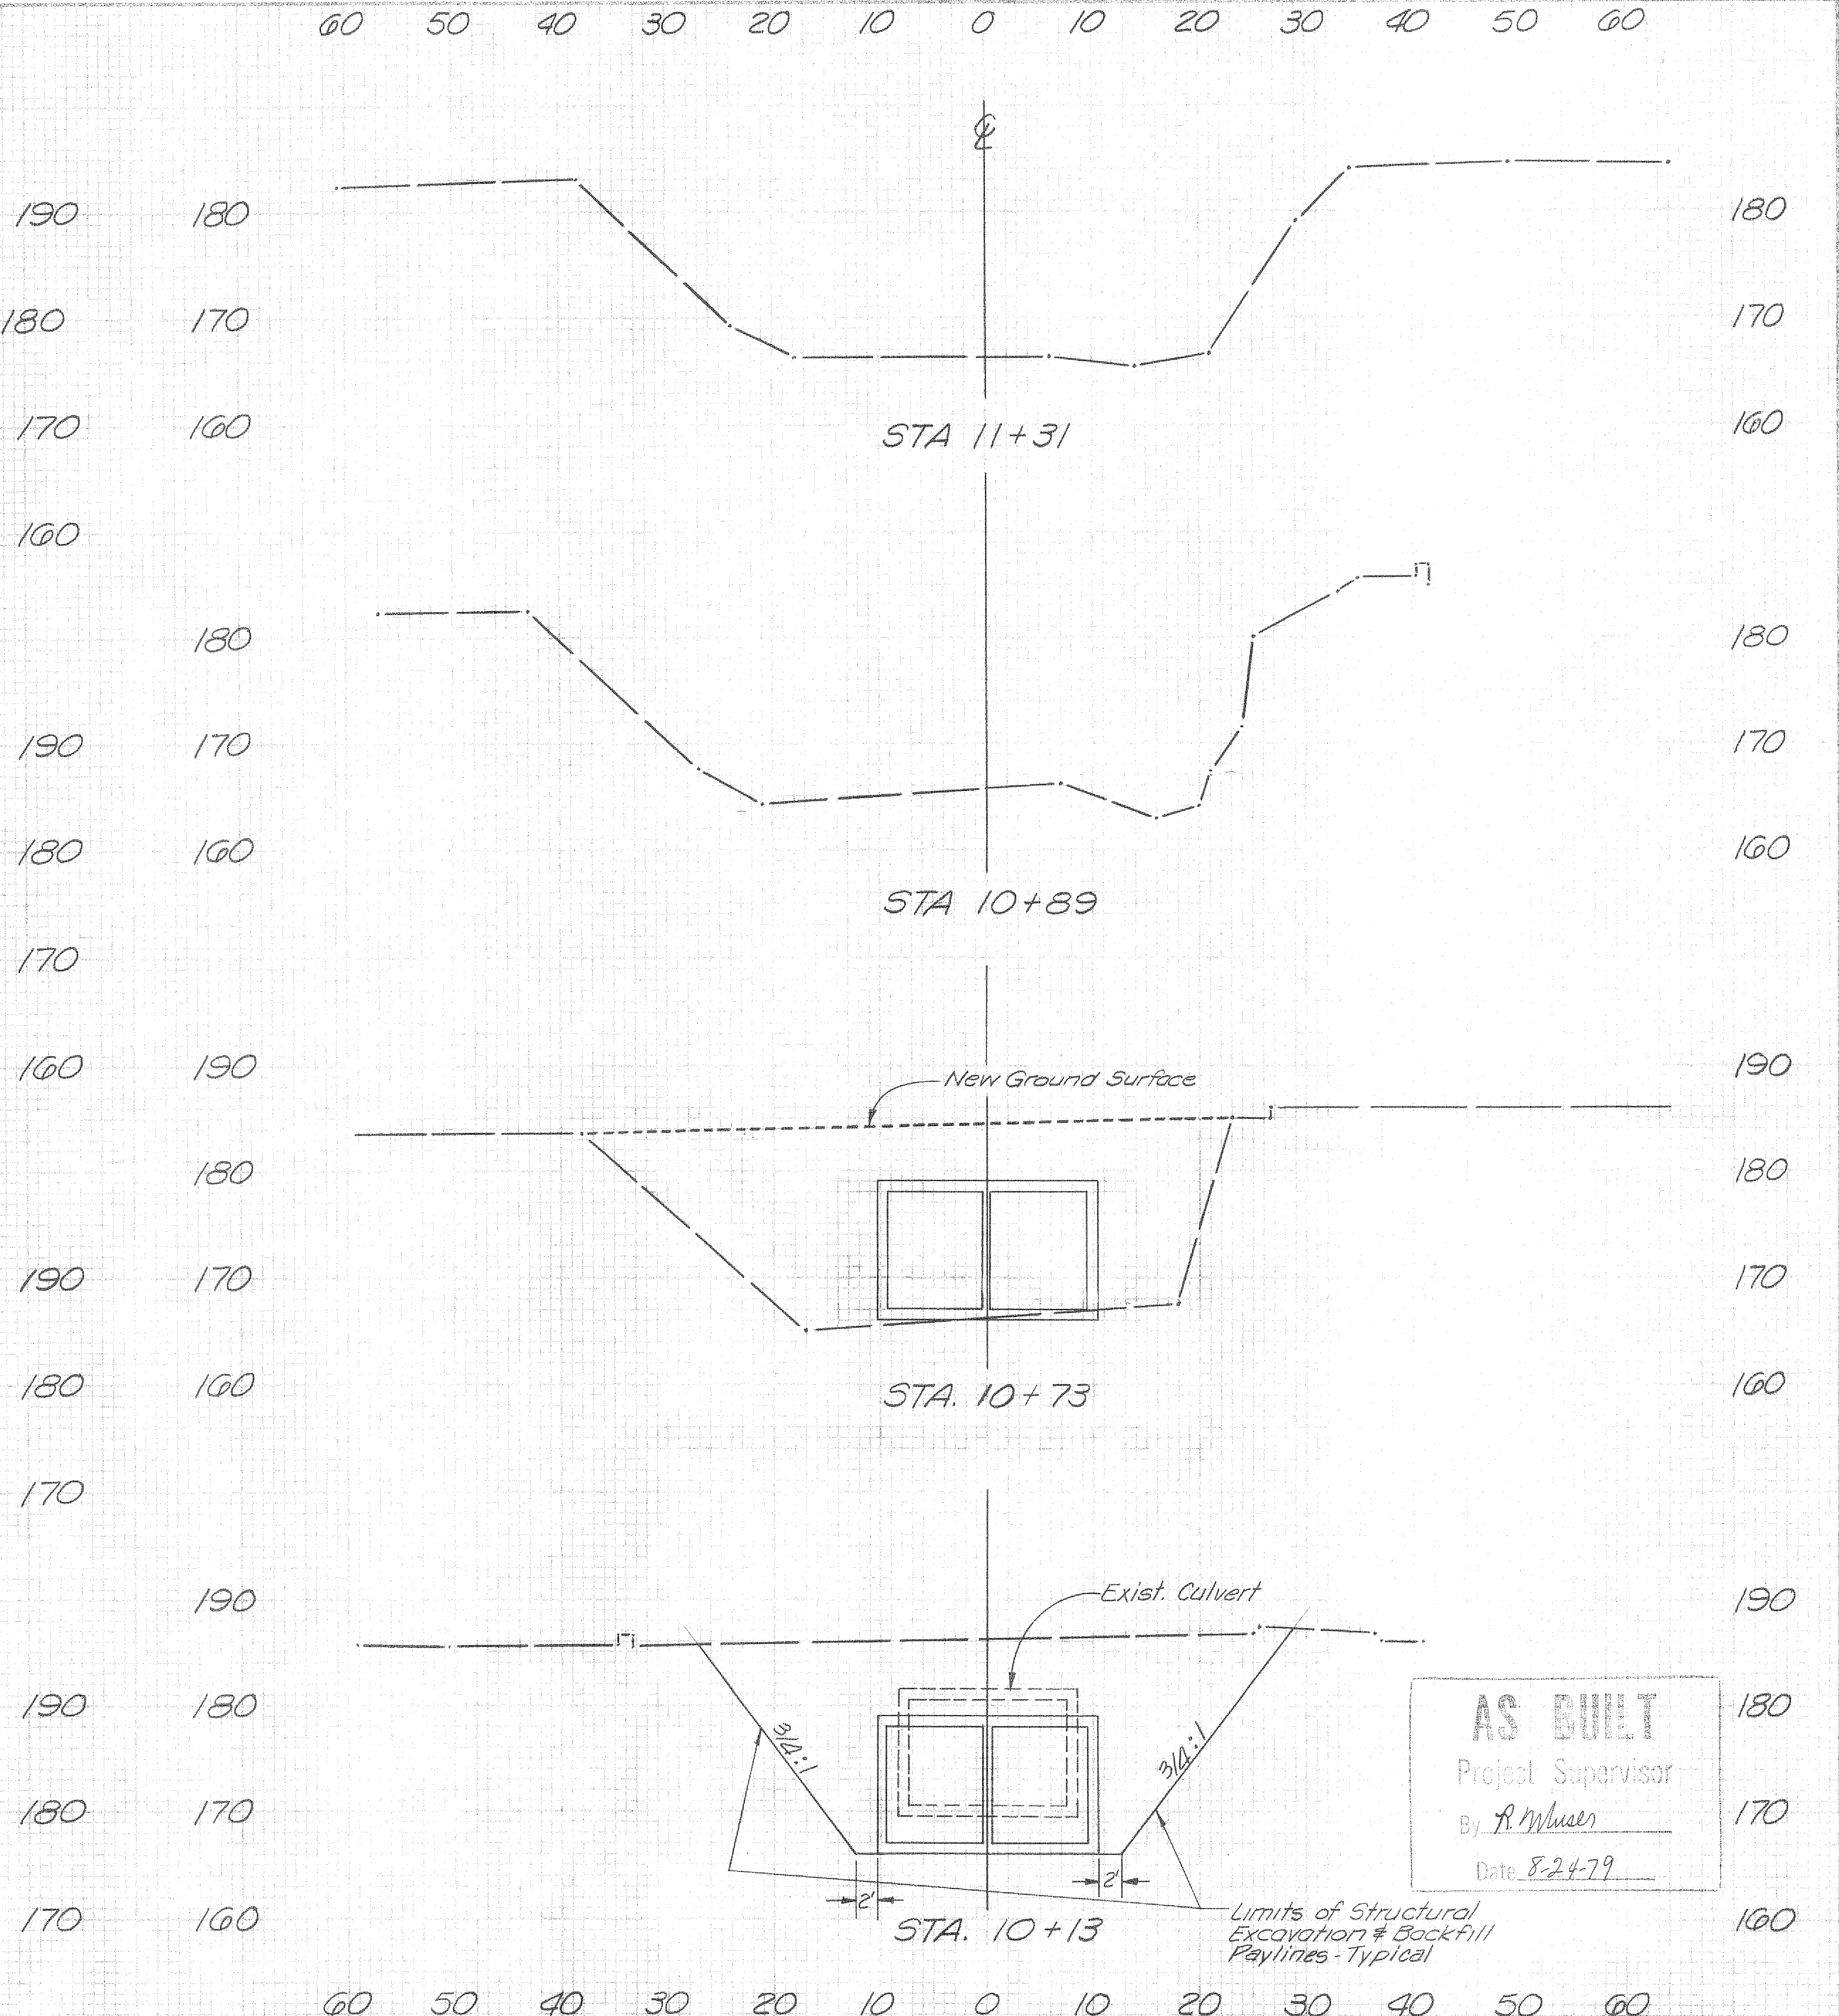 60 50 40 30 20 10 0 10 20 30 40 50 60
℄
190 180 180
180 170 170
170 160 160
STA 11+31
160
180 180
190 170 170
180 160 160
STA 10+89
170
160 190 190
New Ground Surface
180 180
190 170 170
180 160 160
STA. 10+73
170
190 190
Exist. Culvert
190 180 180
AS BUILT
3/4:1 3/4:1
Project Supervisor
180 170 170
By
Date 8-24-79
2' 2'
170 160 160
STA. 10+13
Limits of Structural
Excavation & Backfill
Paylines - Typical
60 50 40 30 20 10 0 10 20 30 40 50 60